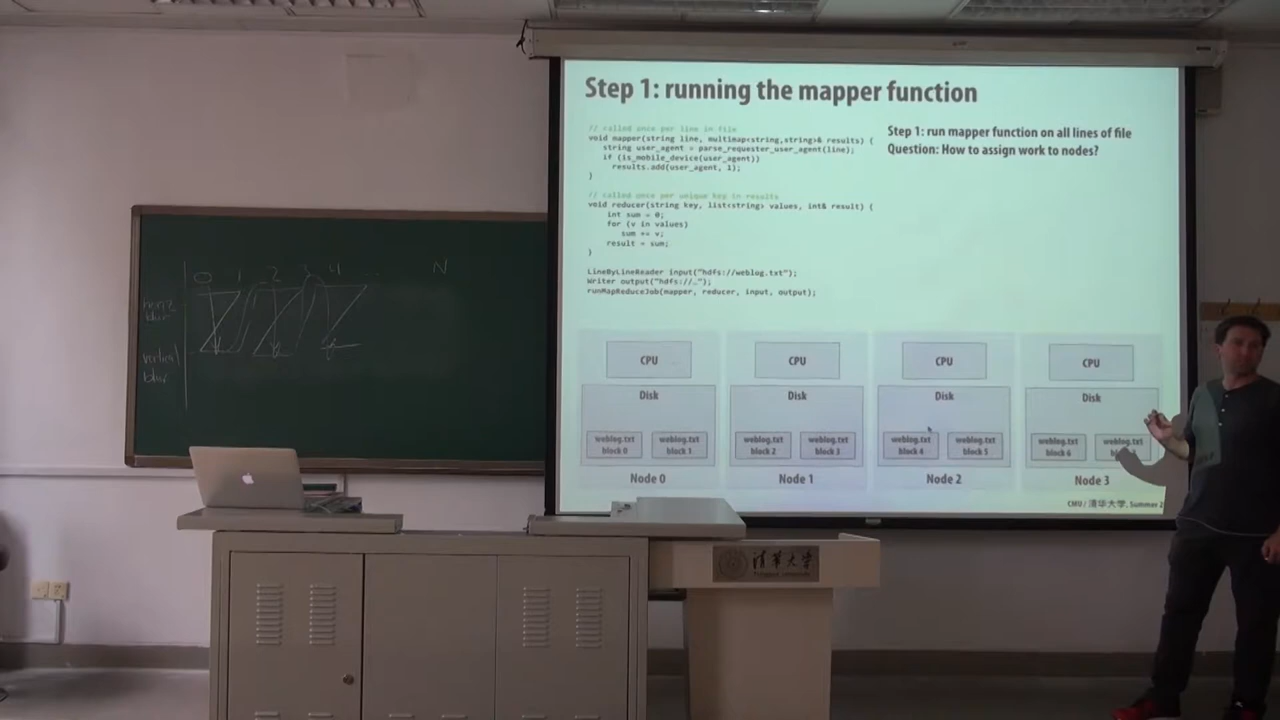 Step 1: running the mapper function
// called once per line in file
void mapper(string line, multimap<string,string>& results) {
string user_agent = parse_requester_user_agent(line);
if (is_mobile_device(user_agent))
results.add(user_agent, 1);
}
// called once per unique key in results
void reducer(string key, list<string> values, int& result) {
int sum = 0;
for (v in values)
sum += v;
result = sum;
}
LineByLineReader input("hdfs://weblog.txt");
Writer output("hdfs://…");
runMapReduceJob(mapper, reducer, input, output);
Step 1: run mapper function on all lines of file
Question: How to assign work to nodes?
CPU
Disk
weblog.txt
block 0
weblog.txt
block 1
Node 0
CPU
Disk
weblog.txt
block 2
weblog.txt
block 3
Node 1
CPU
Disk
weblog.txt
block 4
weblog.txt
block 5
Node 2
CPU
Disk
weblog.txt
block 6
weblog.txt
Node 3
CMU / 清华大学, Summer 2
0 1 2 3 4 ... N
horiz
blur
vertical
blur
清华大学
Tsinghua University